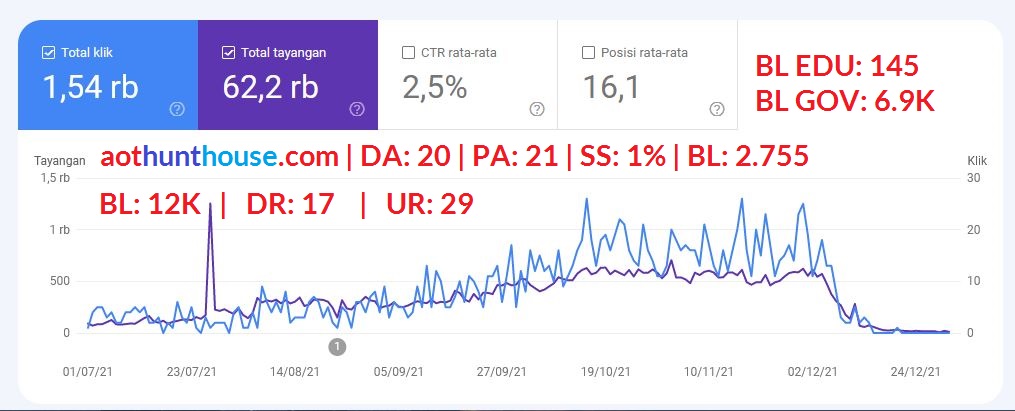 Total klik
1,54 rb
Total tayangan
62,2 rb
CTR rata-rata
2,5%
Posisi rata-rata
16,1
BL EDU: 145
BL GOV: 6.9K
Tayangan
aothunthouse.com | DA: 20 | PA: 21 | SS: 1% | BL: 2.755
Klik
BL: 12K | DR: 17 | UR: 29
1,5 rb
1 rb
500
0
30
20
10
0
1
01/07/21 23/07/21 14/08/21 05/09/21 27/09/21 19/10/21 10/11/21 02/12/21 24/12/21